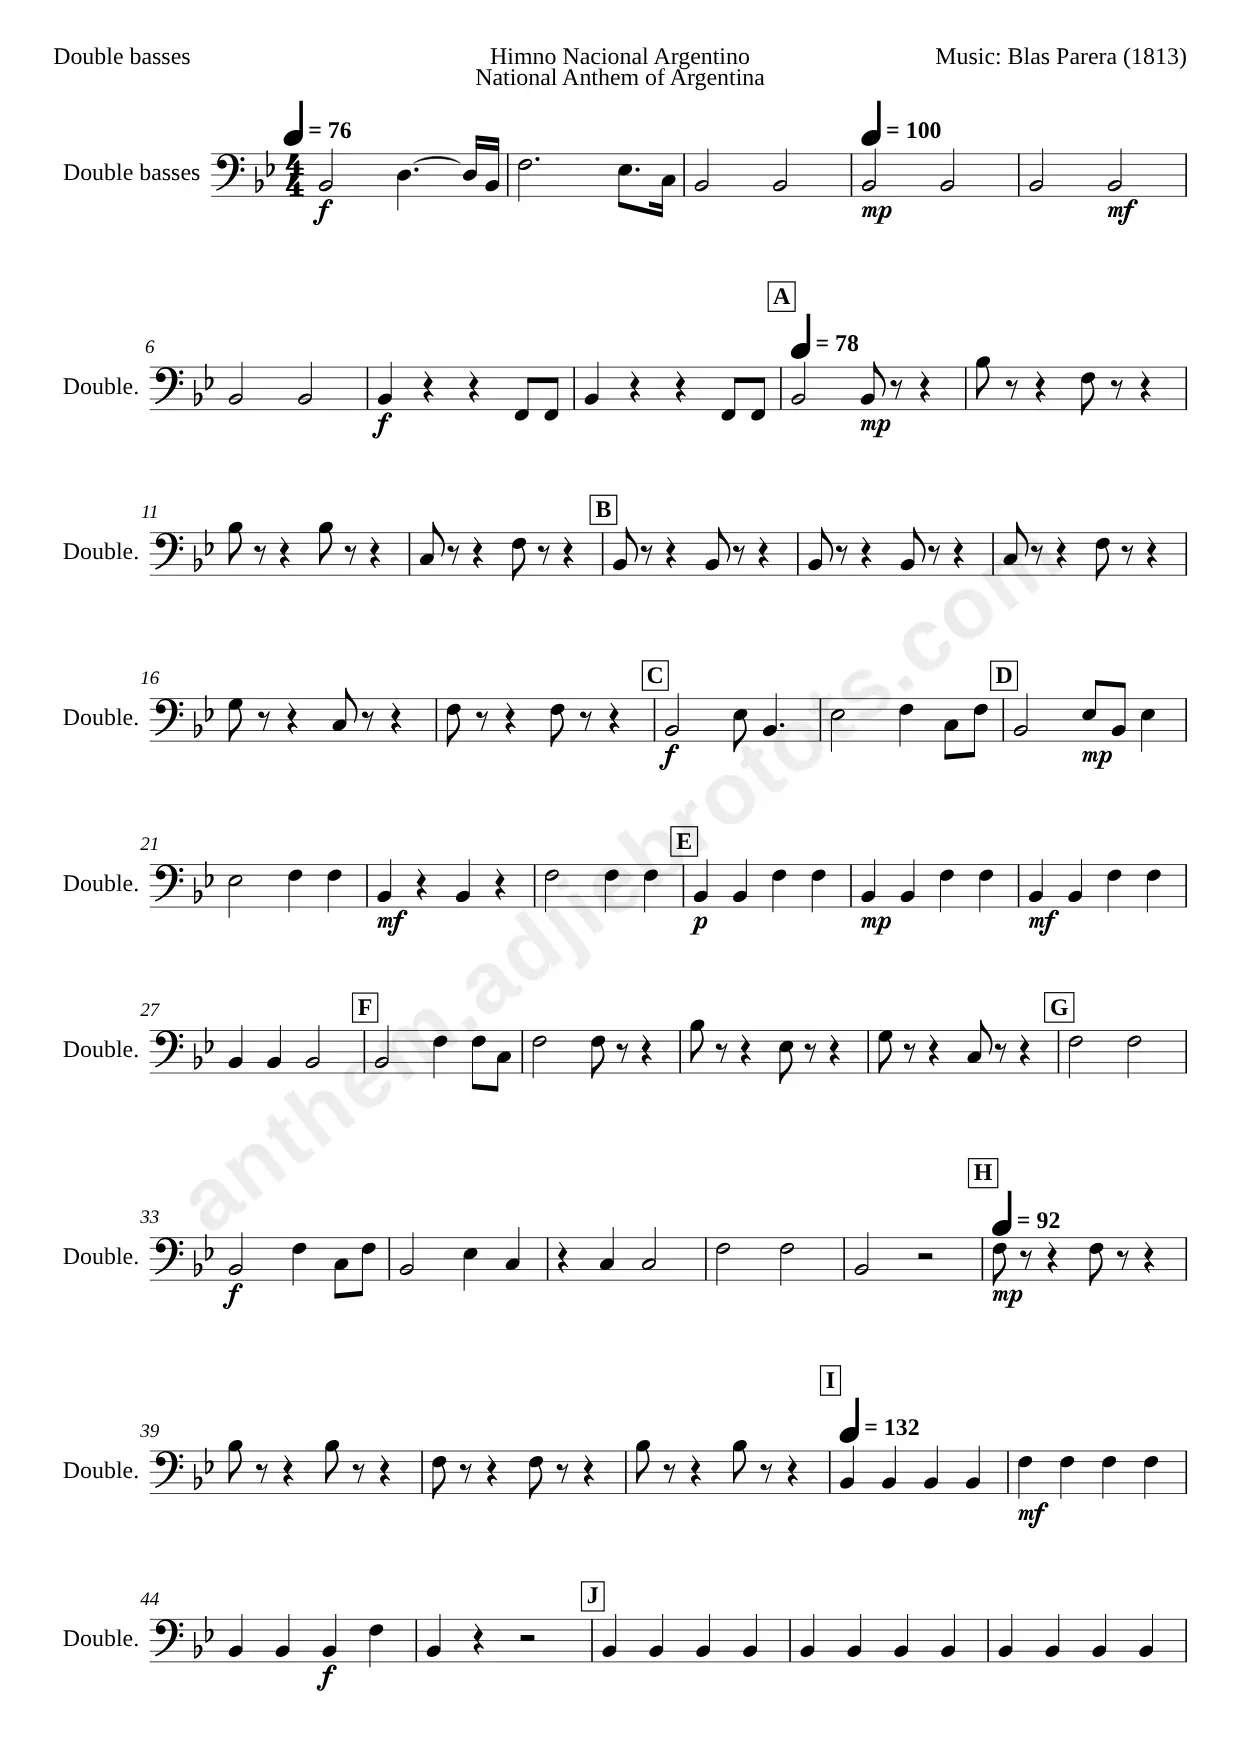 Double basses
Himno Nacional Argentino
National Anthem of Argentina
Music: Blas Parera (1813)
= 76
= 100
Double basses
f
mp
mf
A
6
= 78
Double.
f
mp
11
B
Double.
16
C
D
Double.
f
mp
21
E
Double.
mf
p
mp
mf
27
F
G
Double.
H
33
= 92
Double.
f
mp
I
39
= 132
Double.
mf
44
J
Double.
f
anthem.adjiebrotots.com